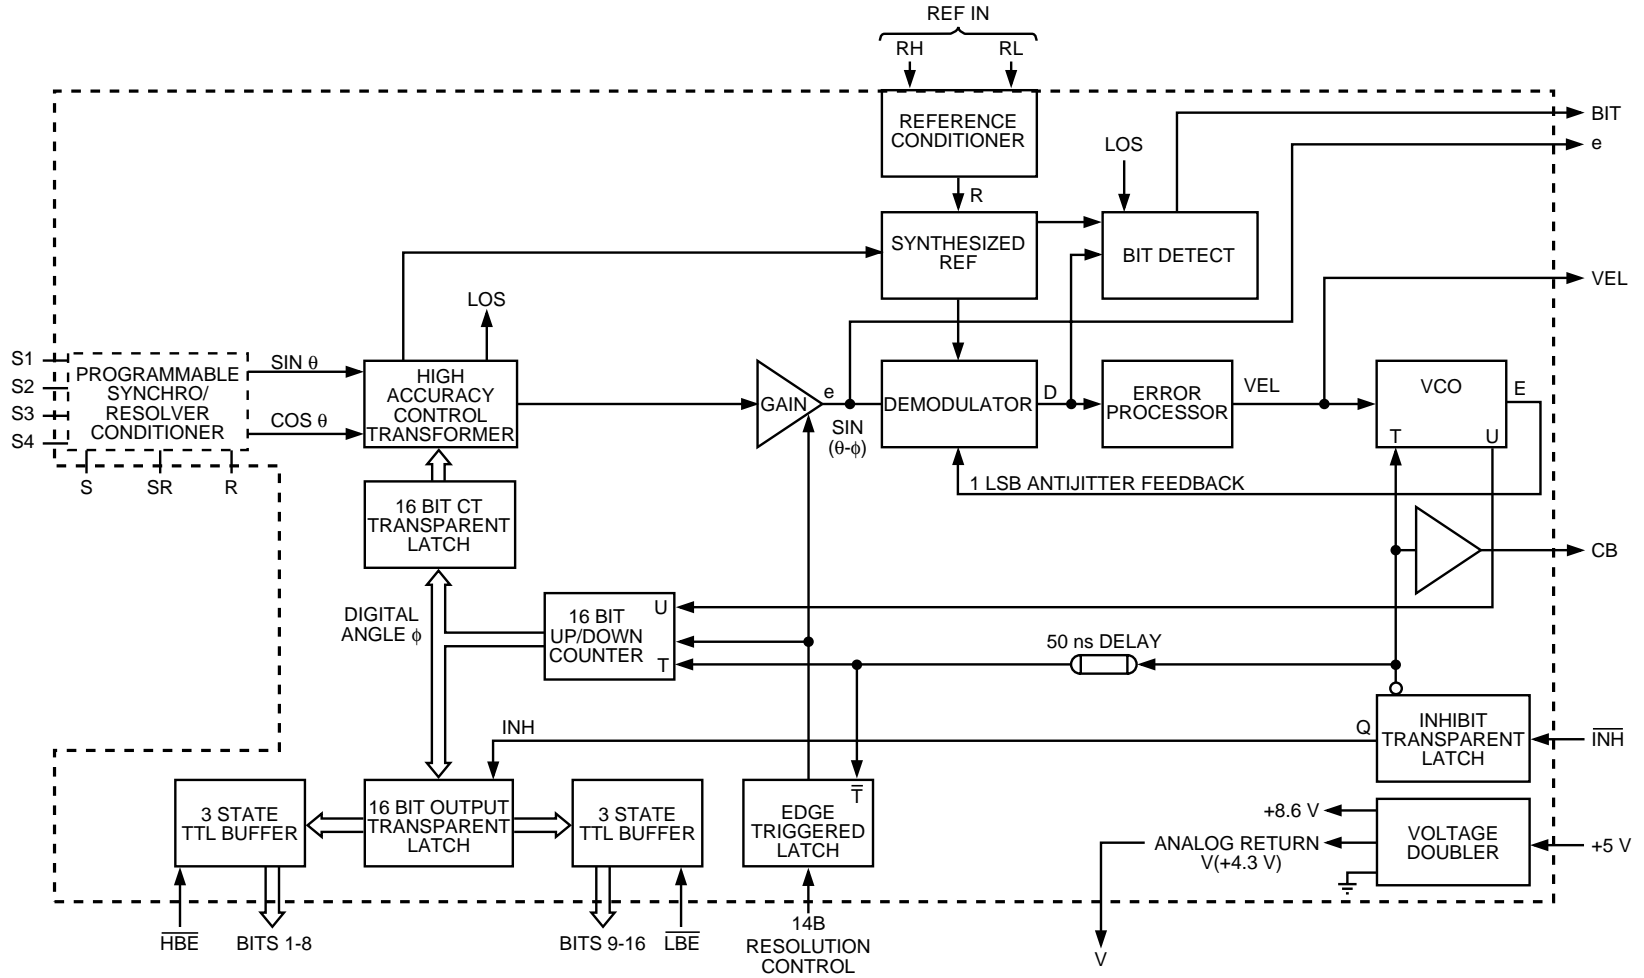 REF IN
RH
RL
REFERENCE
CONDITIONER
BIT
e
LOS
R
SYNTHESIZED
REF
BIT DETECT
VEL
LOS
S1
S2
S3
S4
PROGRAMMABLE
SYNCHRO/
RESOLVER
CONDITIONER
SIN θ
COS θ
S
SR
R
HIGH
ACCURACY
CONTROL
TRANSFORMER
GAIN
e
SIN
(θ-ϕ)
DEMODULATOR
D
ERROR
PROCESSOR
VEL
VCO
E
T
U
1 LSB ANTIJITTER FEEDBACK
16 BIT CT
TRANSPARENT
LATCH
CB
DIGITAL
ANGLE ϕ
16 BIT
UP/DOWN
COUNTER
U
T
50 ns DELAY
INH
Q
INHIBIT
TRANSPARENT
LATCH
I̅N̅H̅
3 STATE
TTL BUFFER
16 BIT OUTPUT
TRANSPARENT
LATCH
3 STATE
TTL BUFFER
T̅
EDGE
TRIGGERED
LATCH
+8.6 V
ANALOG RETURN
V(+4.3 V)
VOLTAGE
DOUBLER
+5 V
H̅B̅E̅
BITS 1-8
BITS 9-16
L̅B̅E̅
14B
RESOLUTION
CONTROL
V